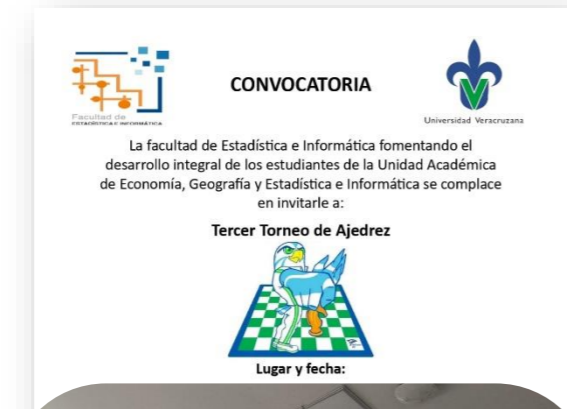 CONVOCATORIA
Facultad de
ESTADÍSTICA E INFORMÁTICA
Universidad Veracruzana
La facultad de Estadística e Informática fomentando el
desarrollo integral de los estudiantes de la Unidad Académica
de Economía, Geografía y Estadística e Informática se complace
en invitarle a:
Tercer Torneo de Ajedrez
Lugar y fecha: